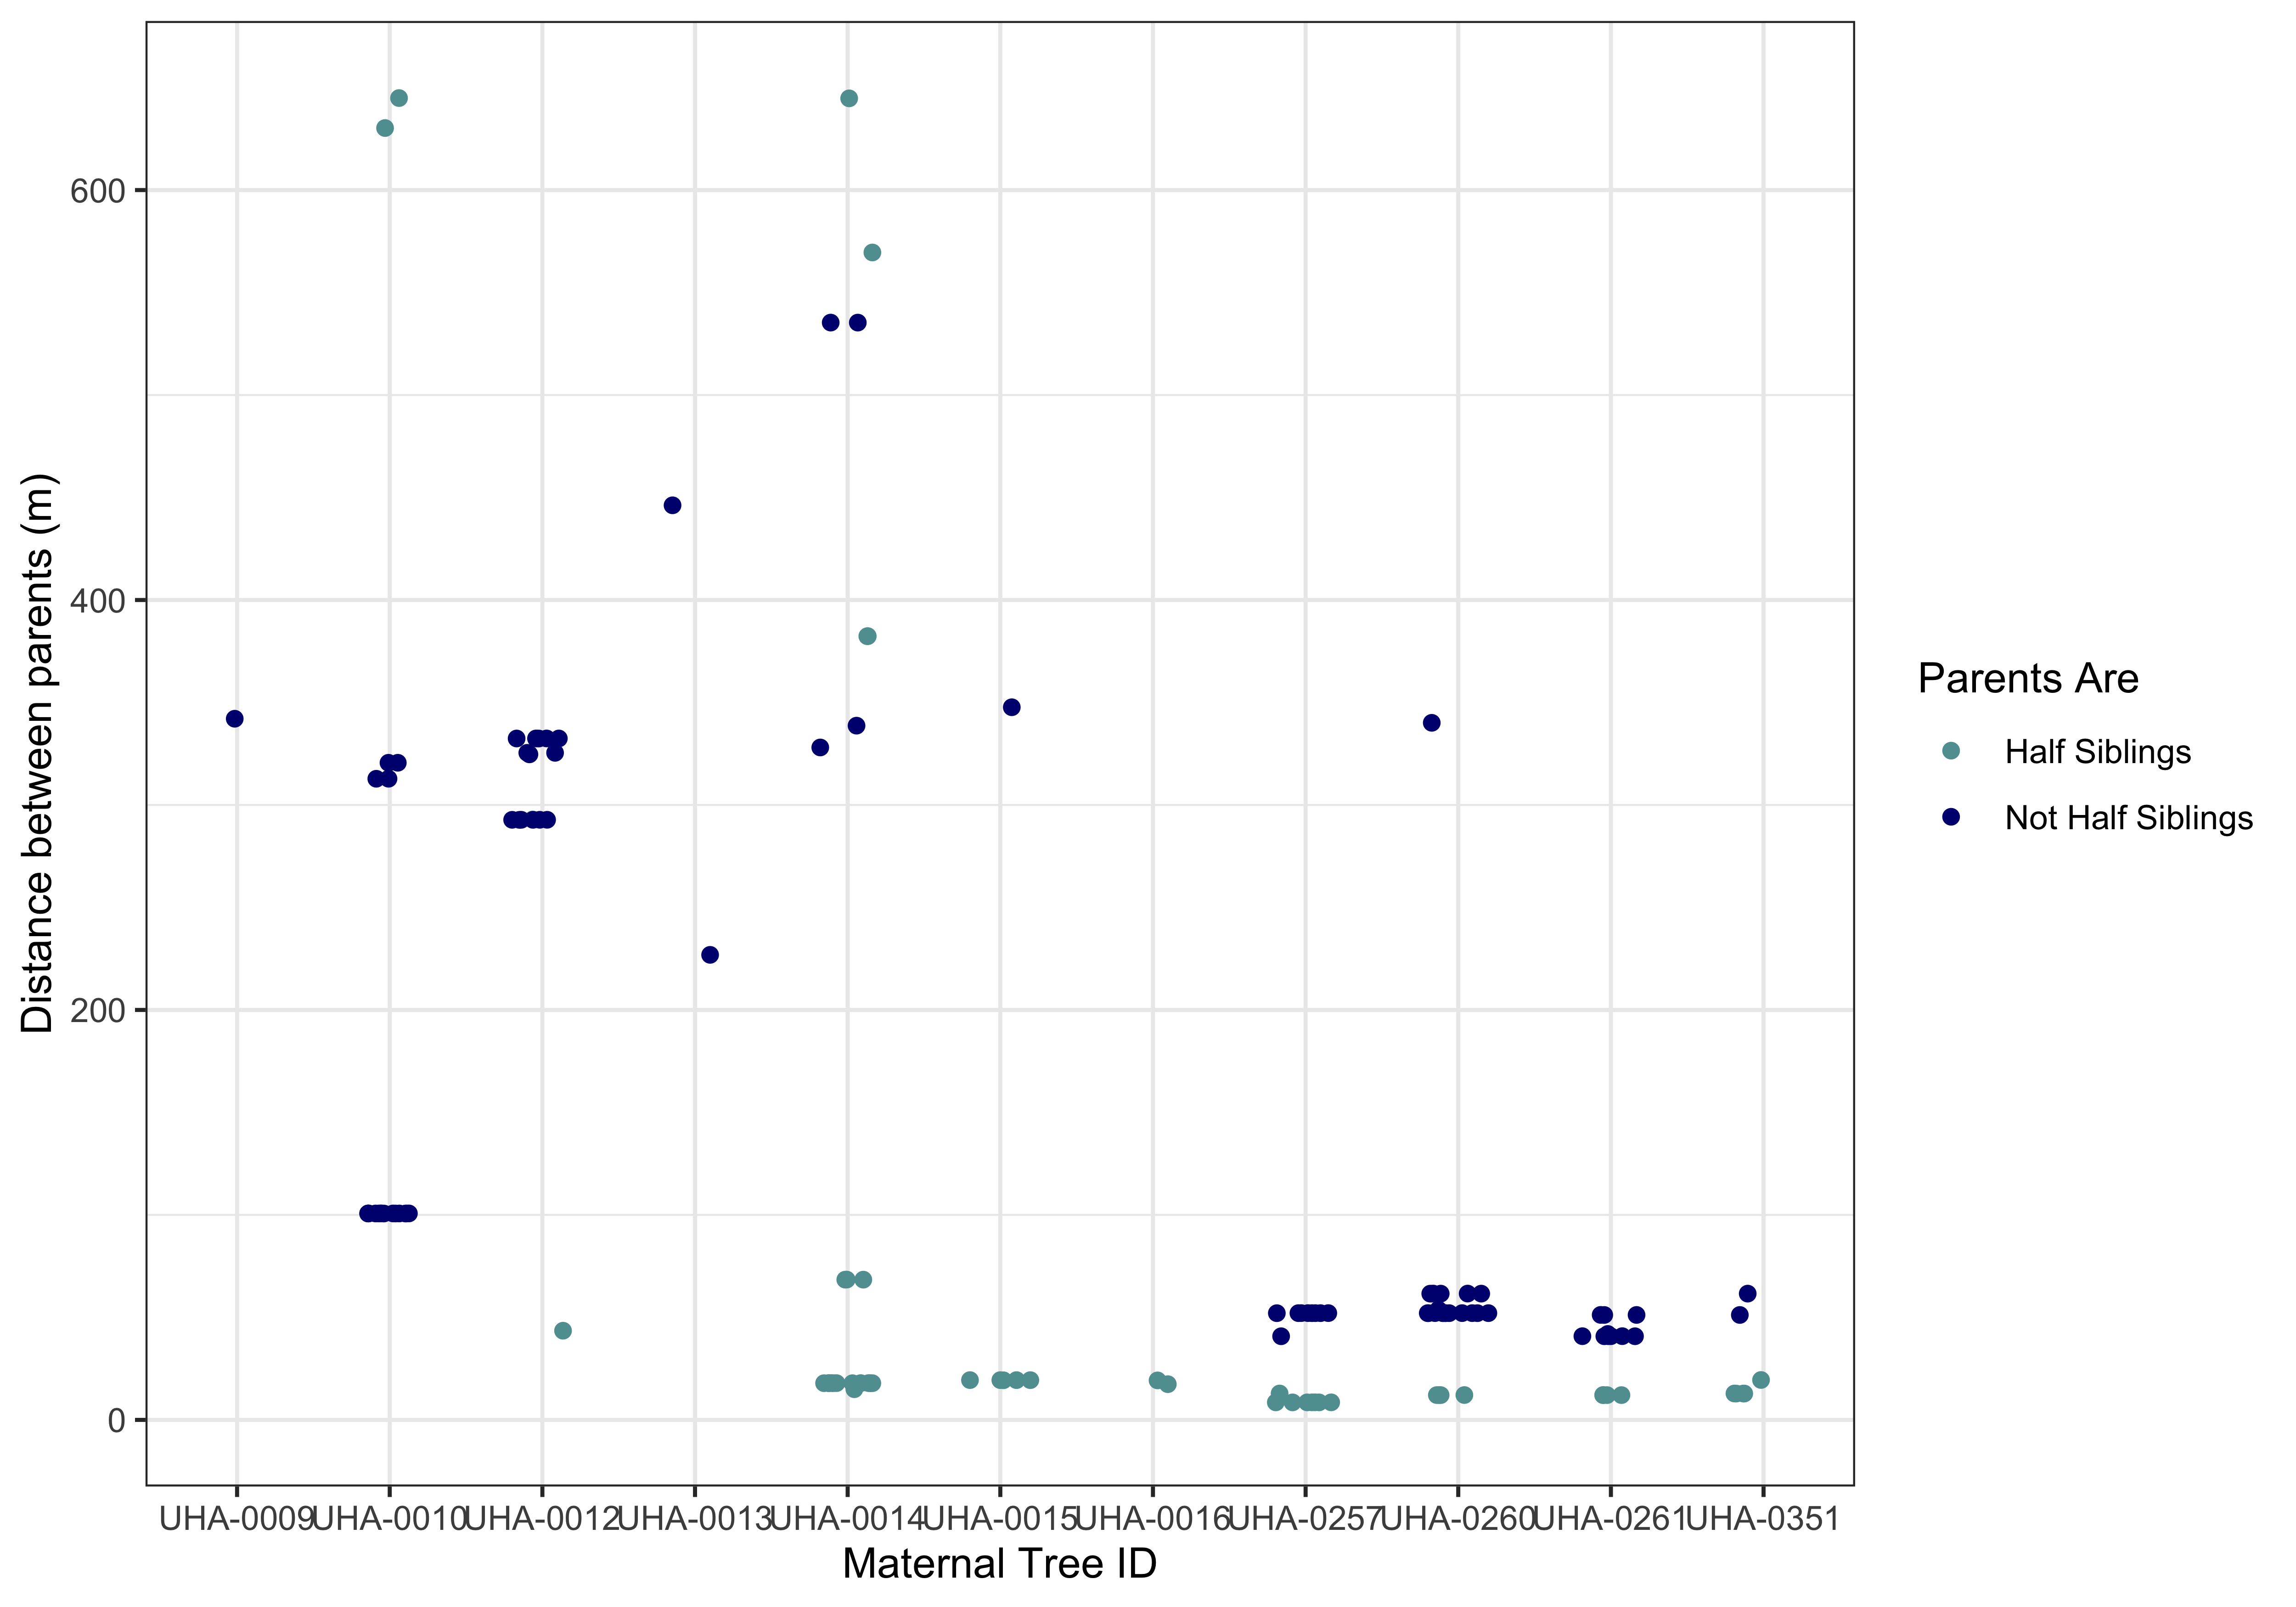 Distance between parents (m)
600
400
200
0
UHA-0009 UHA-0010 UHA-0012 UHA-0013 UHA-0014 UHA-0015 UHA-0016 UHA-0257 UHA-0260 UHA-0261 UHA-0351
Maternal Tree ID
Parents Are
Half Siblings
Not Half Siblings